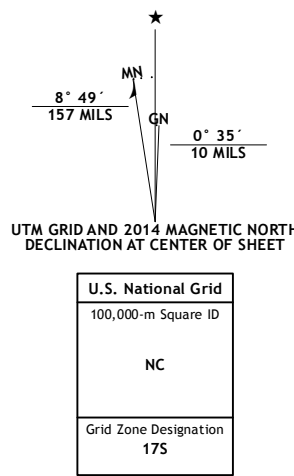 ★
MN
8° 49´
157 MILS
GN
0° 35´
10 MILS
UTM GRID AND 2014 MAGNETIC NORTH
DECLINATION AT CENTER OF SHEET
U.S. National Grid
100,000-m Square ID
NC
Grid Zone Designation
17S